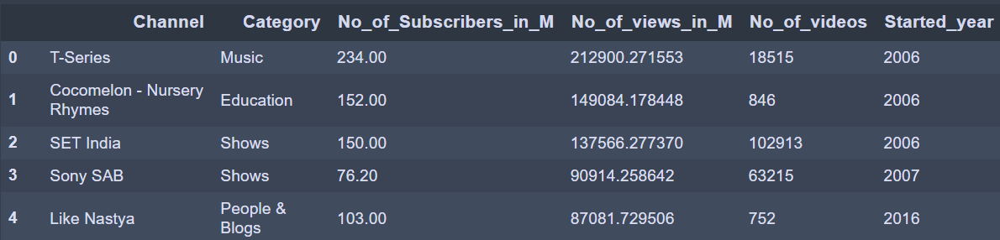 Channel Category No_of_Subscribers_in_M No_of_views_in_M No_of_videos Started_year
0 T-Series Music 234.00 212900.271553 18515 2006
1 Cocomelon - Nursery Rhymes Education 152.00 149084.178448 846 2006
2 SET India Shows 150.00 137566.277370 102913 2006
3 Sony SAB Shows 76.20 90914.258642 63215 2007
4 Like Nastya People & Blogs 103.00 87081.729506 752 2016